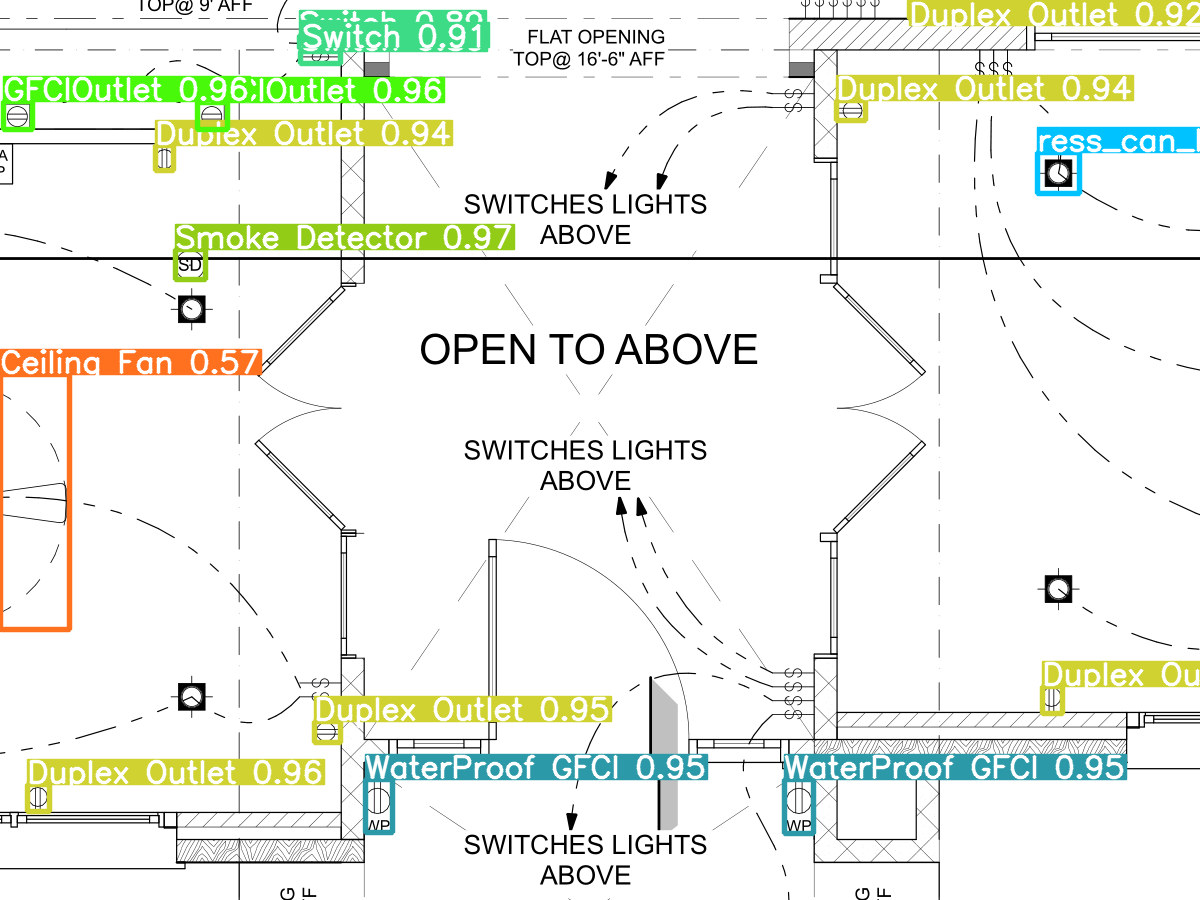 TOP@ 9' AFF
Switch 0.89
Switch 0.91
FLAT OPENING
TOP@ 16'-6" AFF
Duplex Outlet 0.92
GFCIOutlet 0.96
IOutlet 0.96
Duplex Outlet 0.94
Duplex Outlet 0.94
ress_can_
A
P
SWITCHES LIGHTS
ABOVE
Smoke Detector 0.97
SD
OPEN TO ABOVE
Ceiling Fan 0.57
SWITCHES LIGHTS
ABOVE
Duplex Ou
Duplex Outlet 0.95
Duplex Outlet 0.96
WaterProof GFCI 0.95
WaterProof GFCI 0.95
WP
WP
SWITCHES LIGHTS
ABOVE
G
F
G
F